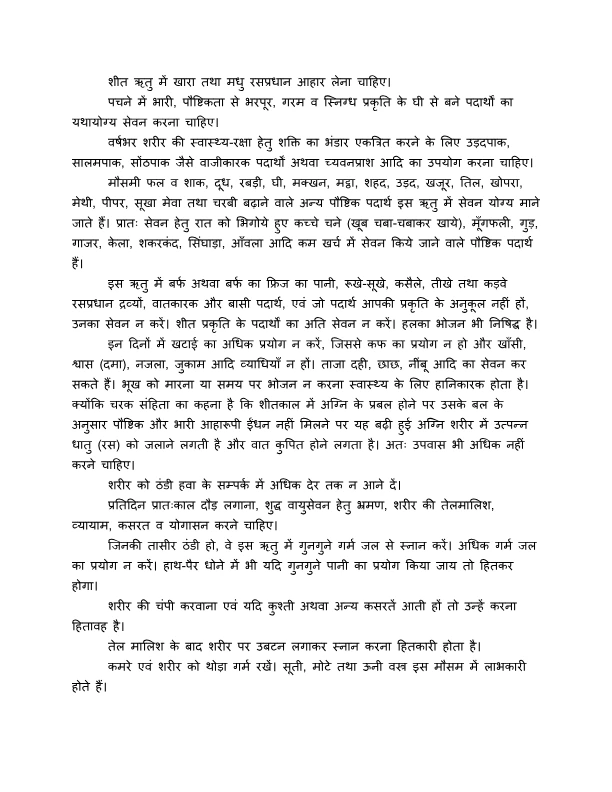 शीत ऋतु में खारा तथा मधु रसप्रधान आहार लेना चाहिए।
पचने में भारी, पौष्टिकता से भरपूर, गरम व स्निग्ध प्रकृति के घी से बने पदार्थों का
यथायोग्य सेवन करना चाहिए।
वर्षभर शरीर की स्वास्थ्य-रक्षा हेतु शक्ति का भंडार एकत्रित करने के लिए उड़दपाक,
सालमपाक, सोंठपाक जैसे वाजीकारक पदार्थों अथवा च्यवनप्राश आदि का उपयोग करना चाहिए।
मौसमी फल व शाक, दूध, रबड़ी, घी, मक्खन, मट्ठा, शहद, उड़द, खजूर, तिल, खोपरा,
मेथी, पीपर, सूखा मेवा तथा चरबी बढ़ाने वाले अन्य पौष्टिक पदार्थ इस ऋतु में सेवन योग्य माने
जाते हैं। प्रातः सेवन हेतु रात को भिगोये हुए कच्चे चने (खूब चबा-चबाकर खाये), मूँगफली, गुड़,
गाजर, केला, शकरकंद, सिंघाड़ा, आँवला आदि कम खर्च में सेवन किये जाने वाले पौष्टिक पदार्थ
हैं।
इस ऋतु में बर्फ अथवा बर्फ का फ्रिज का पानी, रूखे-सूखे, कसैले, तीखे तथा कड़वे
रसप्रधान द्रव्यों, वातकारक और बासी पदार्थ, एवं जो पदार्थ आपकी प्रकृति के अनुकूल नहीं हों,
उनका सेवन न करें। शीत प्रकृति के पदार्थों का अति सेवन न करें। हलका भोजन भी निषिद्ध है।
इन दिनों में खटाई का अधिक प्रयोग न करें, जिससे कफ का प्रयोग न हो और खाँसी,
श्वास (दमा), नजला, जुकाम आदि व्याधियाँ न हों। ताजा दही, छाछ, नींबू आदि का सेवन कर
सकते हैं। भूख को मारना या समय पर भोजन न करना स्वास्थ्य के लिए हानिकारक होता है।
क्योंकि चरक संहिता का कहना है कि शीतकाल में अग्नि के प्रबल होने पर उसके बल के
अनुसार पौष्टिक और भारी आहाररूपी ईंधन नहीं मिलने पर यह बढ़ी हुई अग्नि शरीर में उत्पन्न
धातु (रस) को जलाने लगती है और वात कुपित होने लगता है। अतः उपवास भी अधिक नहीं
करने चाहिए।
शरीर को ठंडी हवा के सम्पर्क में अधिक देर तक न आने दें।
प्रतिदिन प्रातःकाल दौड़ लगाना, शुद्ध वायुसेवन हेतु भ्रमण, शरीर की तेलमालिश,
व्यायाम, कसरत व योगासन करने चाहिए।
जिनकी तासीर ठंडी हो, वे इस ऋतु में गुनगुने गर्म जल से स्नान करें। अधिक गर्म जल
का प्रयोग न करें। हाथ-पैर धोने में भी यदि गुनगुने पानी का प्रयोग किया जाय तो हितकर
होगा।
शरीर की चंपी करवाना एवं यदि कुश्ती अथवा अन्य कसरतें आती हों तो उन्हें करना
हितावह है।
तेल मालिश के बाद शरीर पर उबटन लगाकर स्नान करना हितकारी होता है।
कमरे एवं शरीर को थोड़ा गर्म रखें। सूती, मोटे तथा ऊनी वस्त्र इस मौसम में लाभकारी
होते हैं।